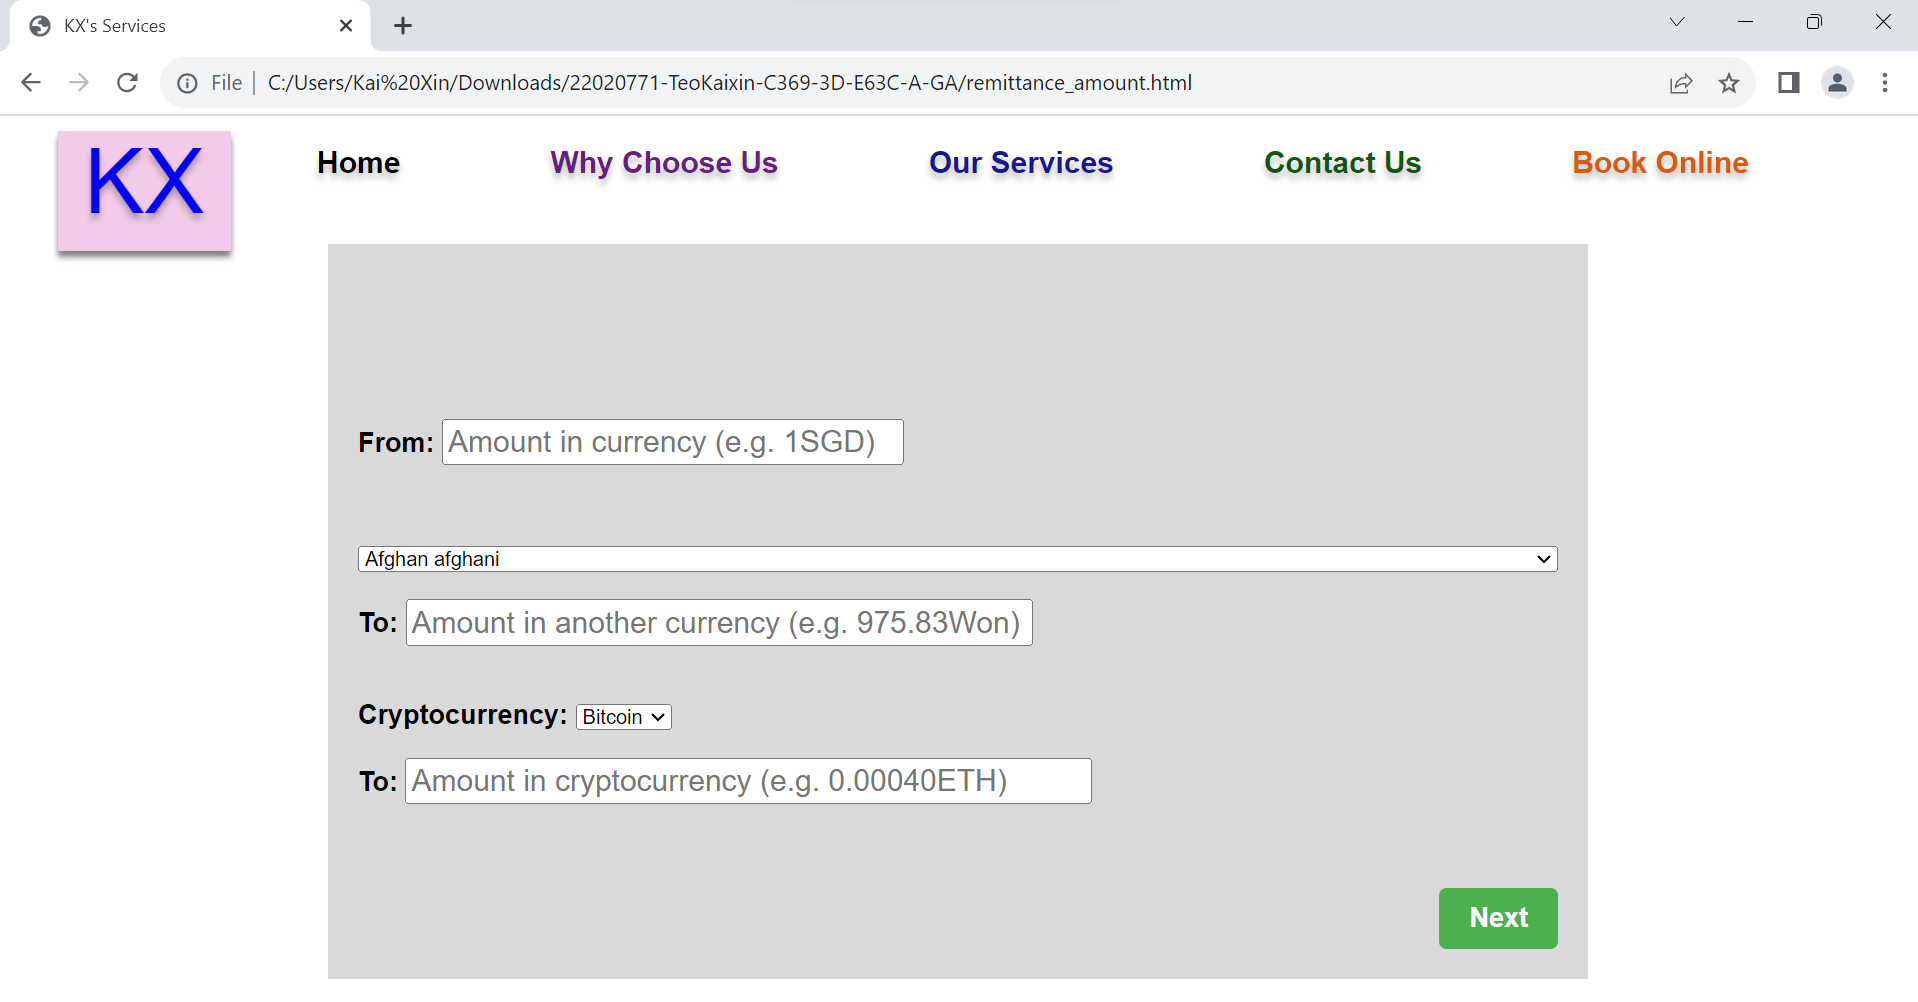 KX's Services
File
C:/Users/Kai%20Xin/Downloads/22020771-TeoKaixin-C369-3D-E63C-A-GA/remittance_amount.html
KX
Home
Why Choose Us
Our Services
Contact Us
Book Online
From: Amount in currency (e.g. 1SGD)
Afghan afghani
To: Amount in another currency (e.g. 975.83Won)
Cryptocurrency: Bitcoin
To: Amount in cryptocurrency (e.g. 0.00040ETH)
Next